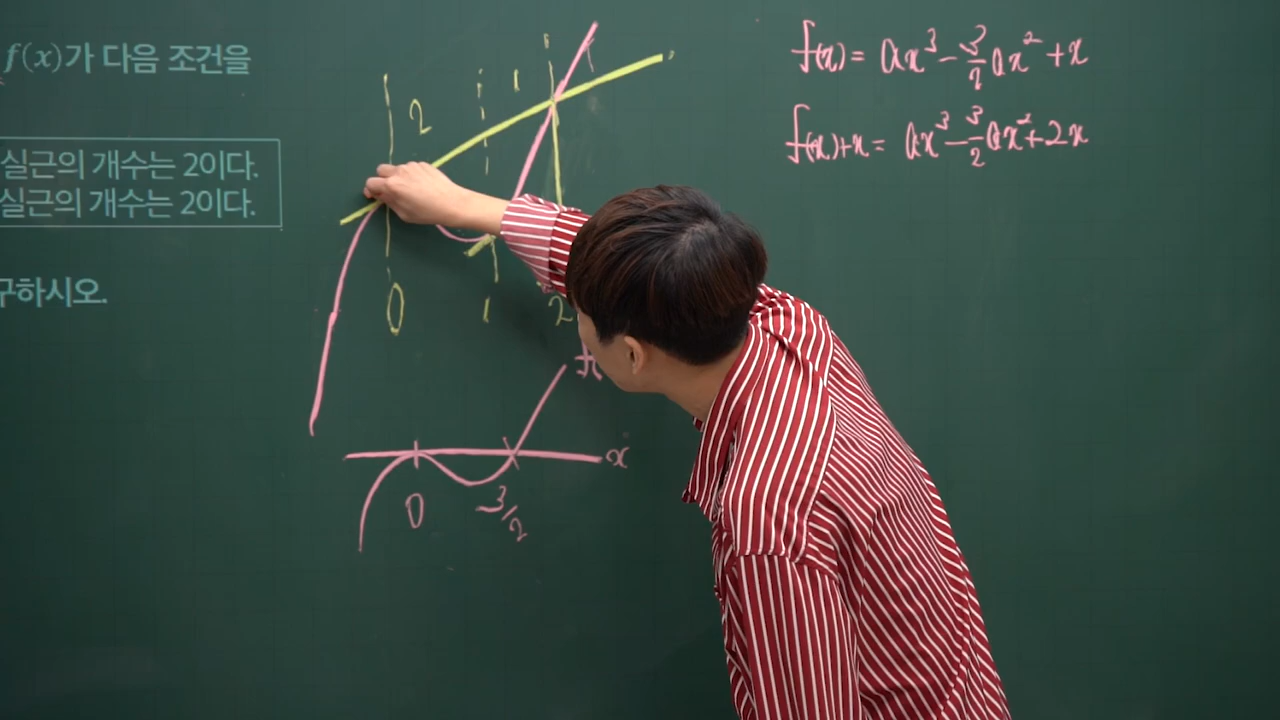 f(x)가 다음 조건을
실근의 개수는 2이다.
실근의 개수는 2이다.
구하시오.
2
1
0
1
2
x
0
3/2
f(x) = ax³ - 3/2 ax² + x
f(x)+x = ax³ - 3/2 ax² + 2x